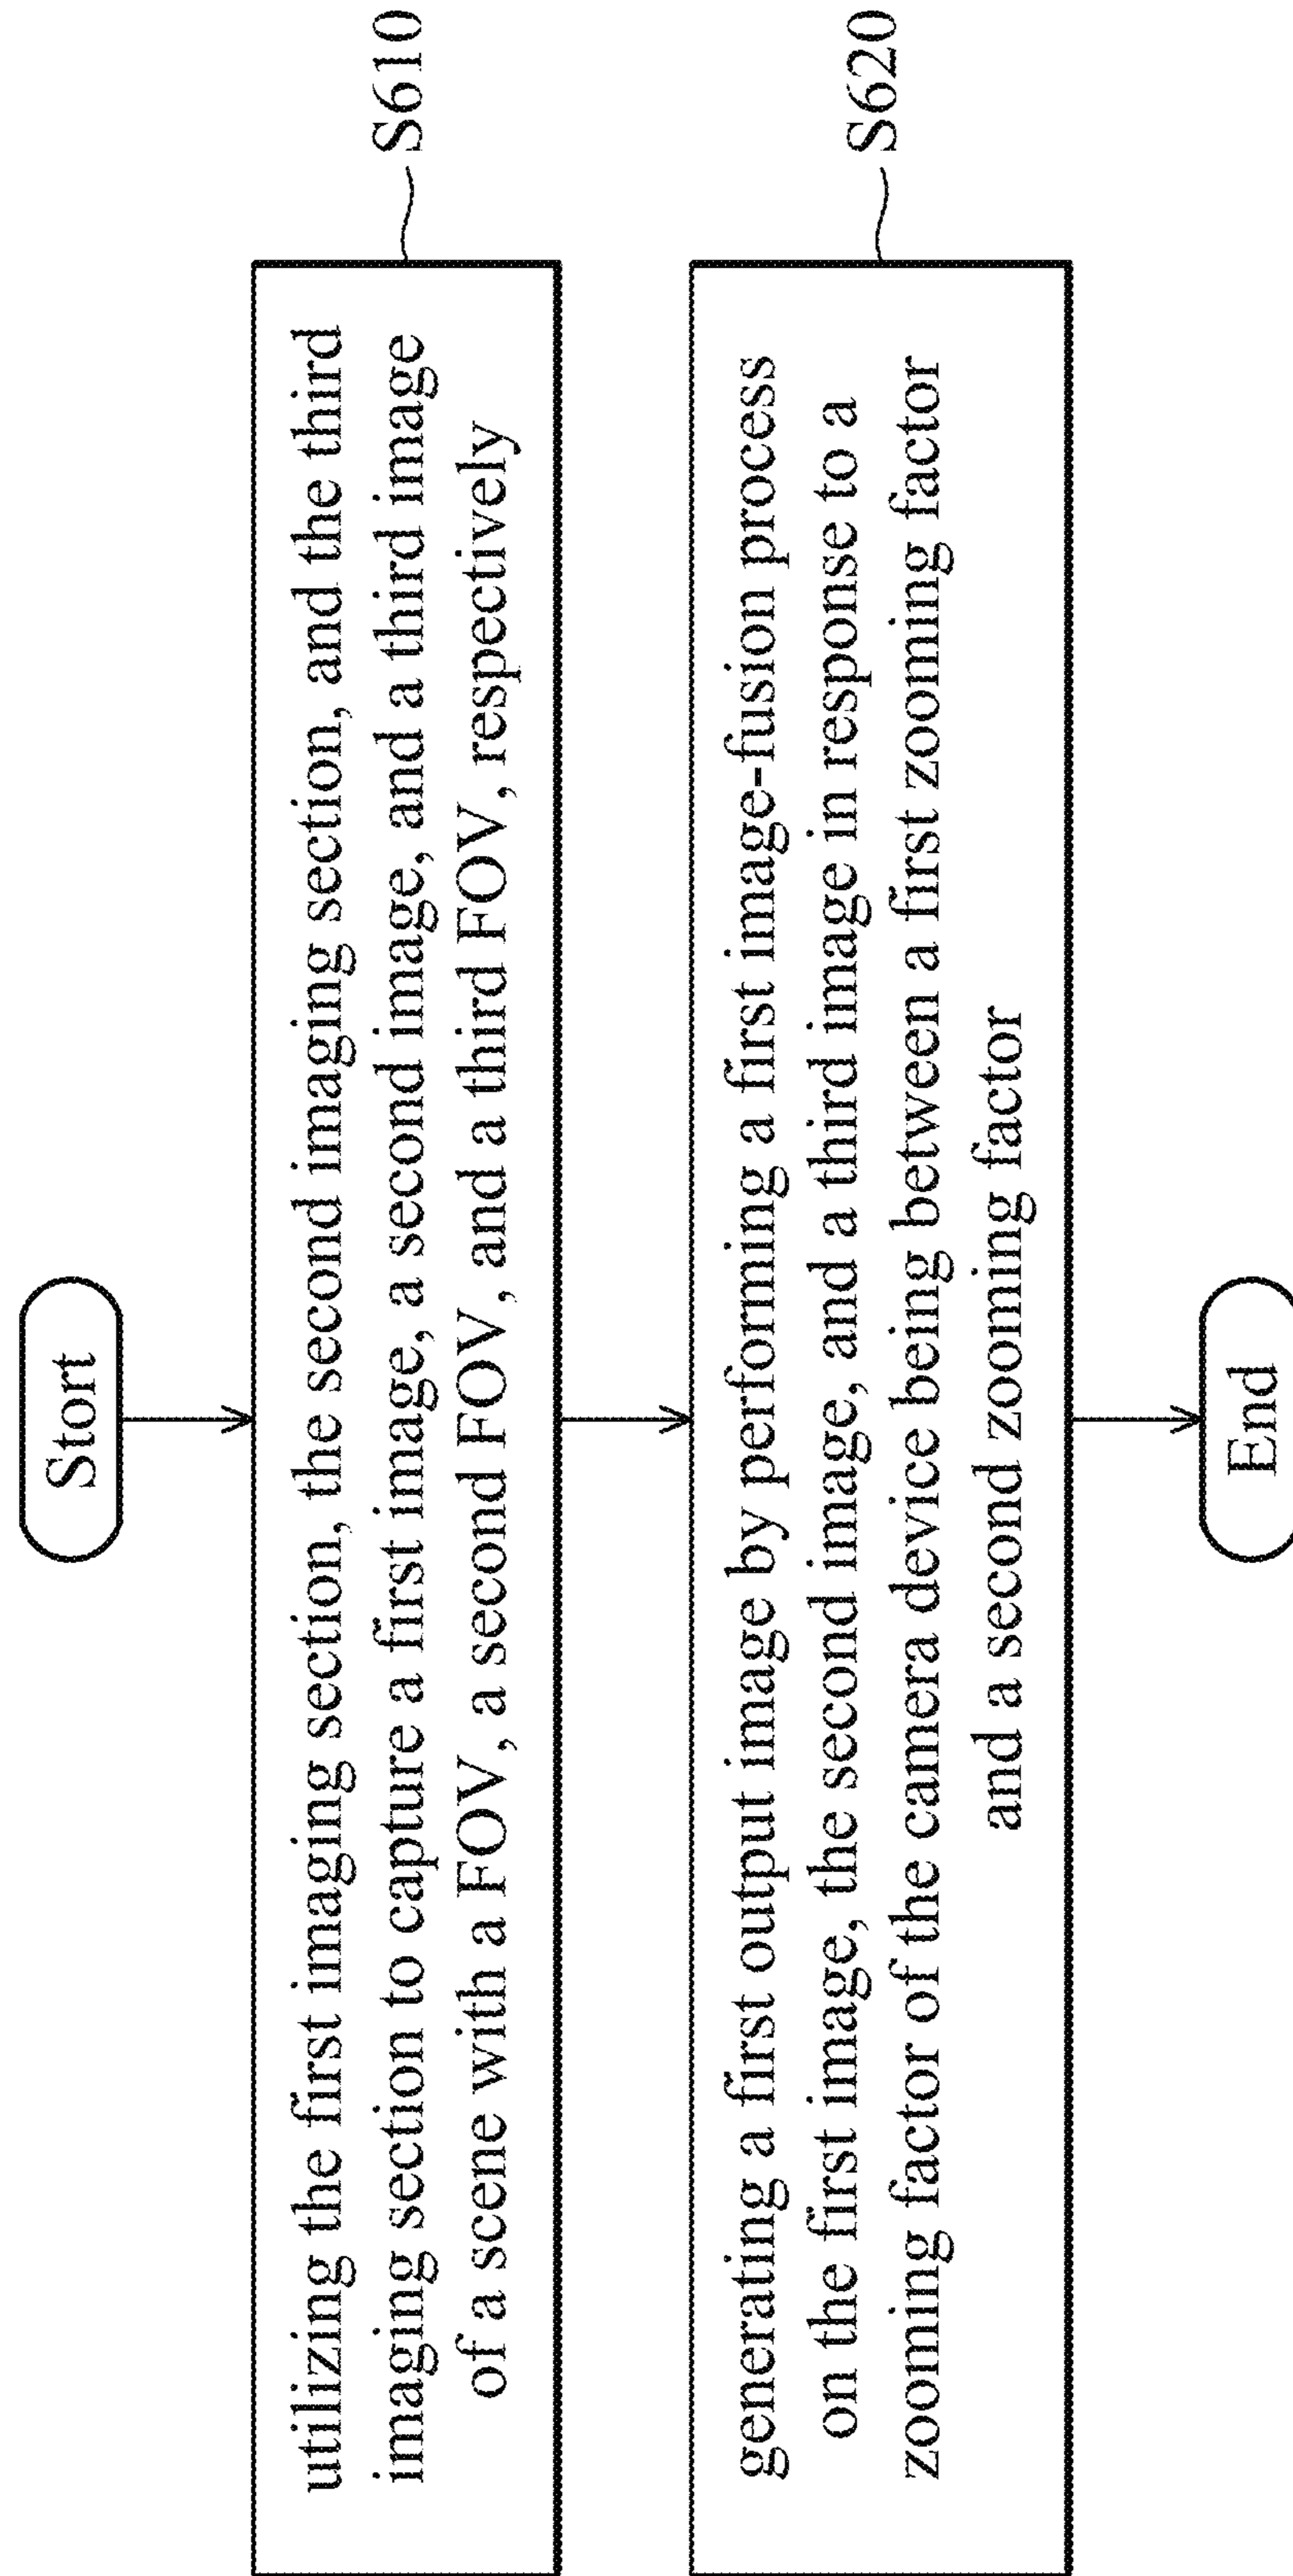 Stort
utilizing the first imaging section, the second imaging section, and the third
imaging section to capture a first image, a second image, and a third image
of a scene with a FOV, a second FOV, and a third FOV, respectively
S610
generating a first output image by performing a first image-fusion process
on the first image, the second image, and a third image in response to a
zooming factor of the camera device being between a first zooming factor
and a second zooming factor
S620
End